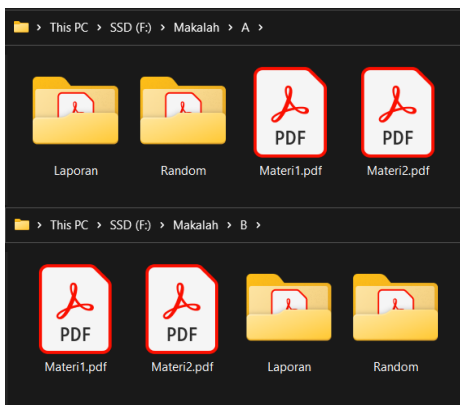 This PC > SSD (F:) > Makalah > A >
PDF PDF
Laporan Random Materi1.pdf Materi2.pdf
This PC > SSD (F:) > Makalah > B >
PDF PDF
Materi1.pdf Materi2.pdf Laporan Random